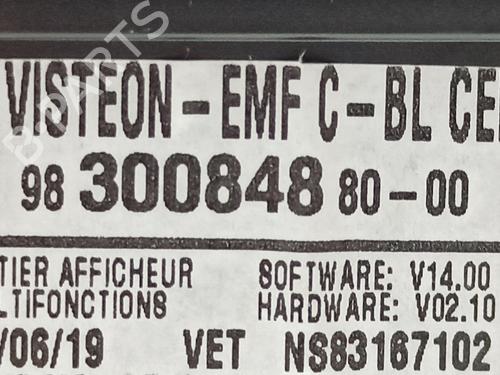 VISTEON-EMF C-BL CE
98 300848 80-00
TIER AFFICHEUR SOFTWARE: V14.00
LTIFONCTIONS HARDWARE: V02.10
/06/19 VET NS83167102
B-PARTS